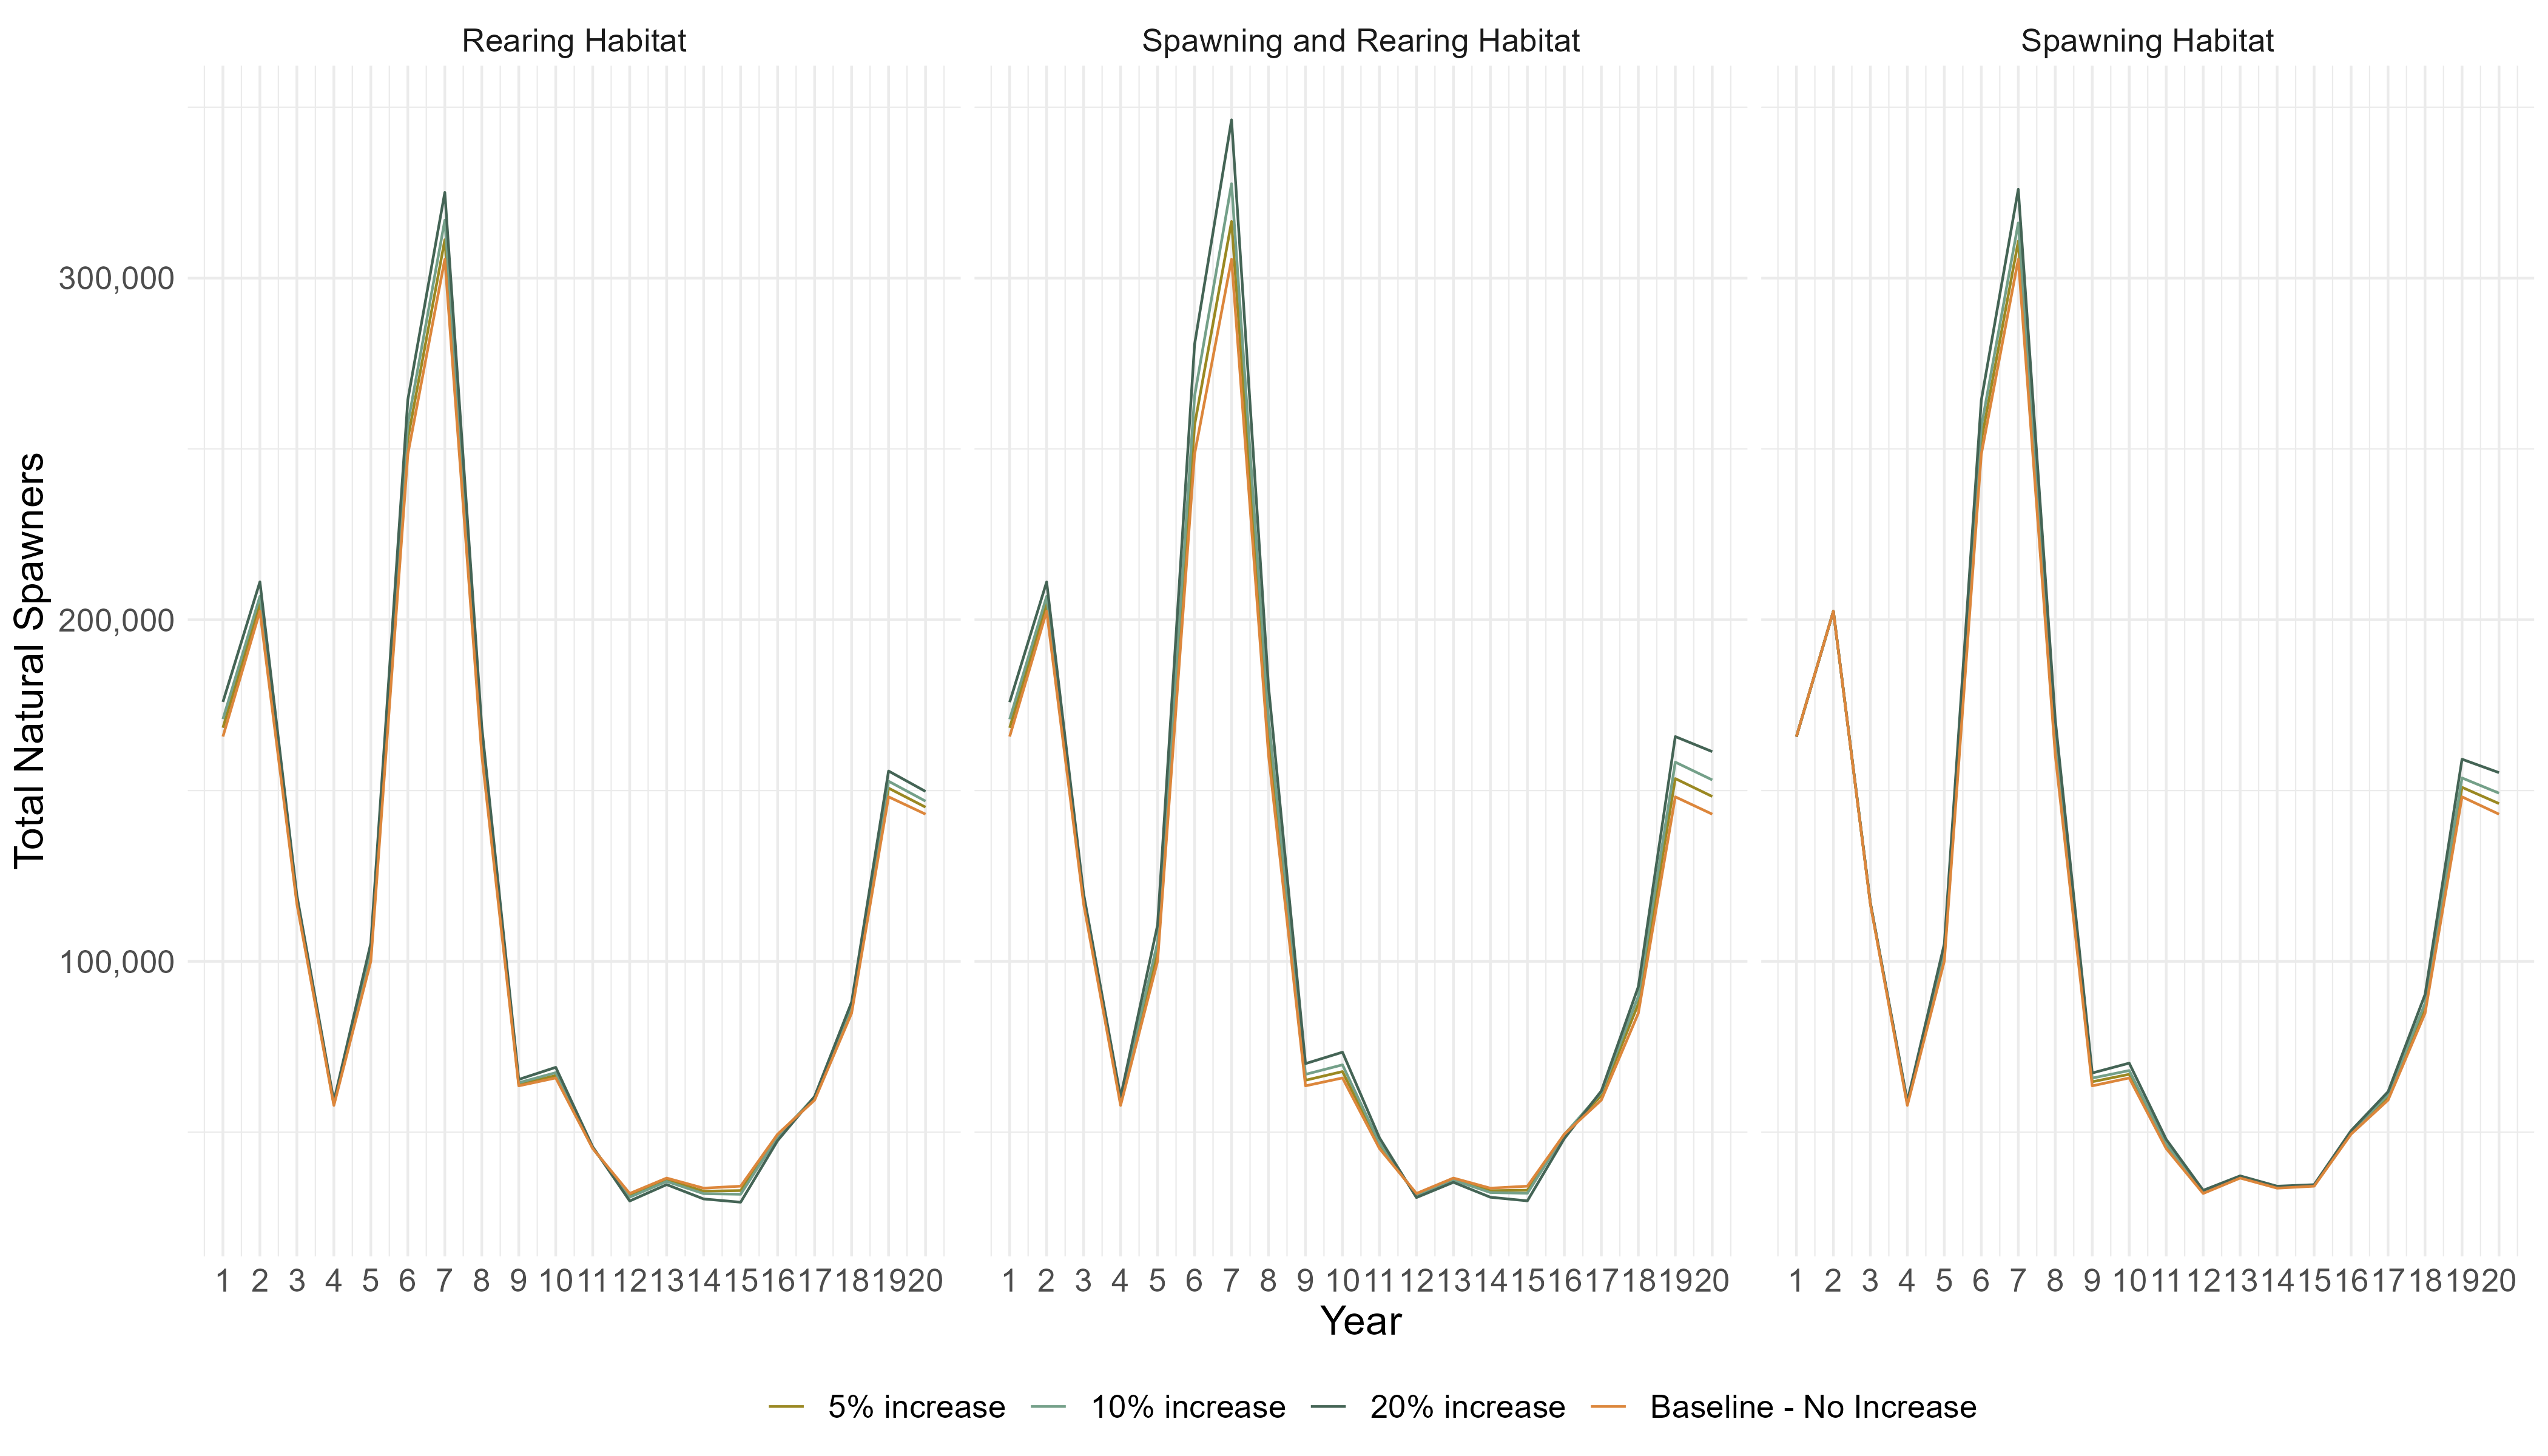 Rearing Habitat
Spawning and Rearing Habitat
Spawning Habitat
Total Natural Spawners
300,000
200,000
100,000
1 2 3 4 5 6 7 8 9 10 11 12 13 14 15 16 17 18 19 20
1 2 3 4 5 6 7 8 9 10 11 12 13 14 15 16 17 18 19 20
1 2 3 4 5 6 7 8 9 10 11 12 13 14 15 16 17 18 19 20
Year
5% increase
10% increase
20% increase
Baseline - No Increase